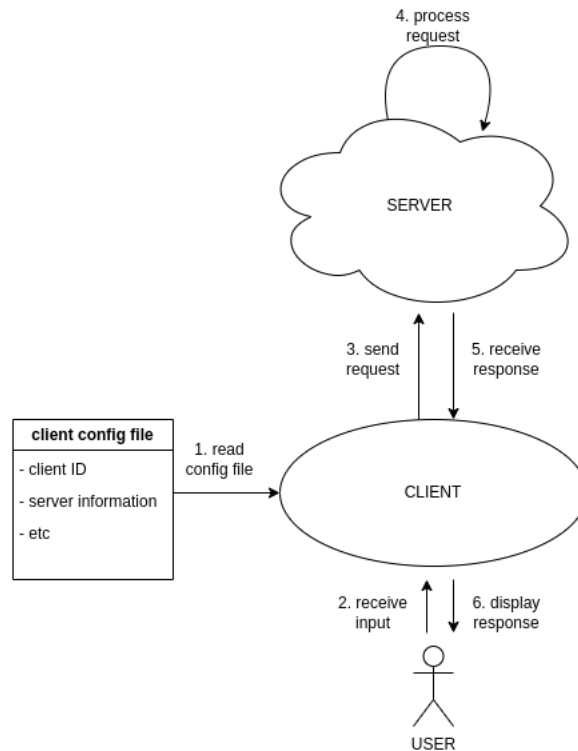 4. process
request
SERVER
3. send
request
5. receive
response
client config file
- client ID
- server information
- etc
1. read
config file
CLIENT
2. receive
input
6. display
response
USER